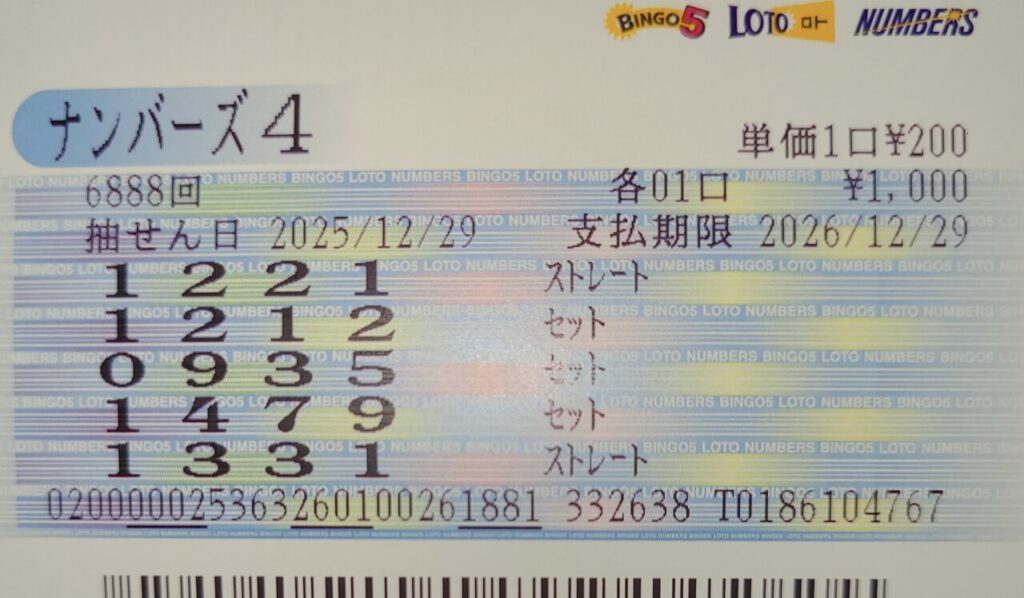 BINGO5 LOTO ロト NUMBERS
ナンバーズ4
単価1口¥200
6888回 各01口 ¥1,000
抽せん日 2025/12/29 支払期限 2026/12/29
1 2 2 1 ストレート
1 2 1 2 セット
0 9 3 5 セット
1 4 7 9 セット
1 3 3 1 ストレート
020000025363260100261881 332638 T0186104767